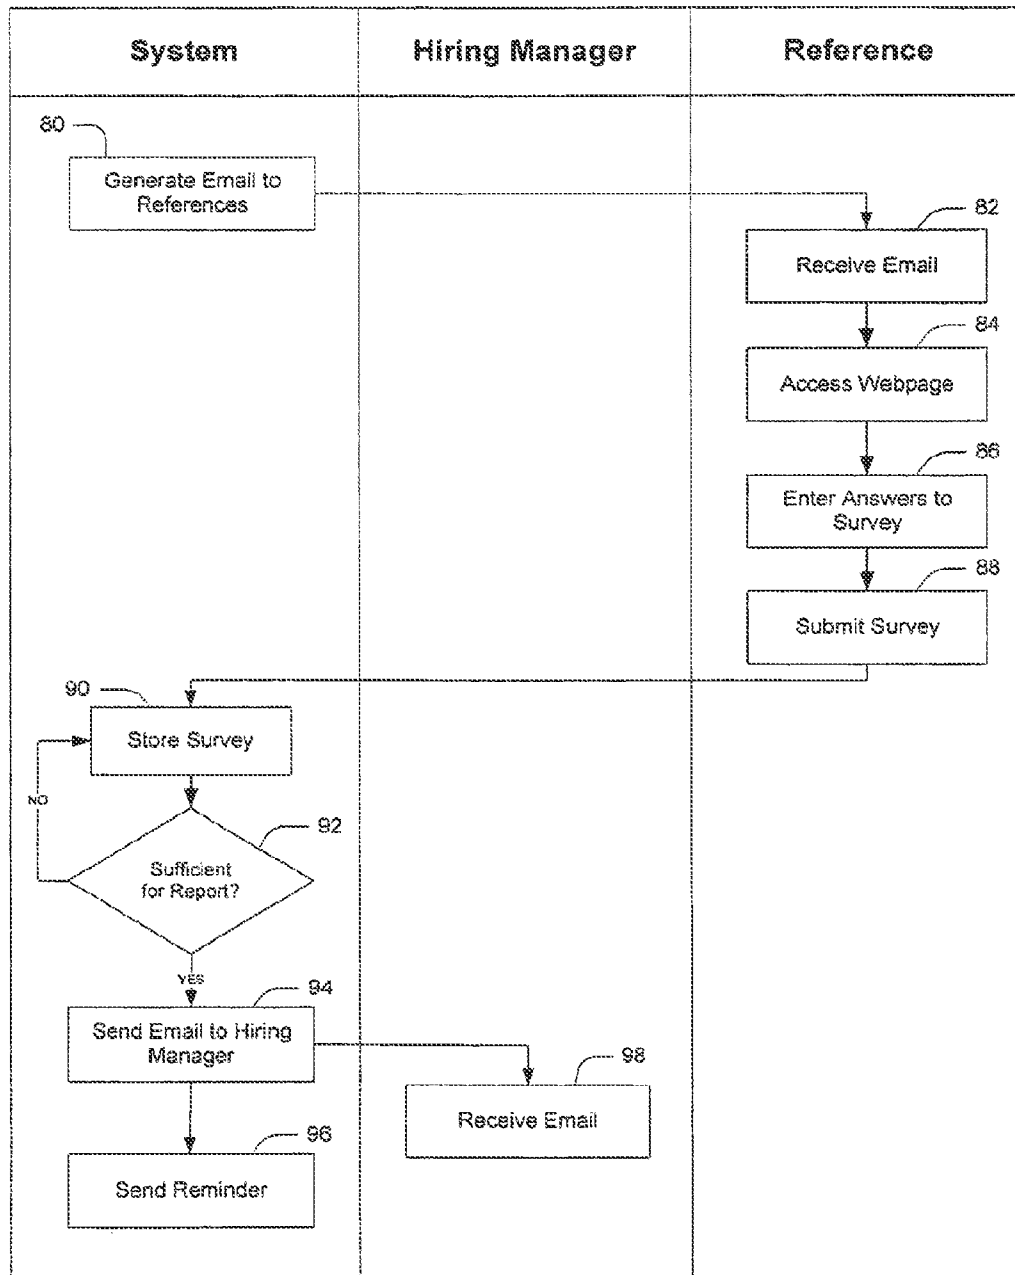 System
Hiring Manager
Reference
80
Generate Email to
References
82
Receive Email
84
Access Webpage
86
Enter Answers to
Survey
88
Submit Survey
90
Store Survey
NO
92
Sufficient
for Report?
YES
94
Send Email to Hiring
Manager
98
Receive Email
96
Send Reminder